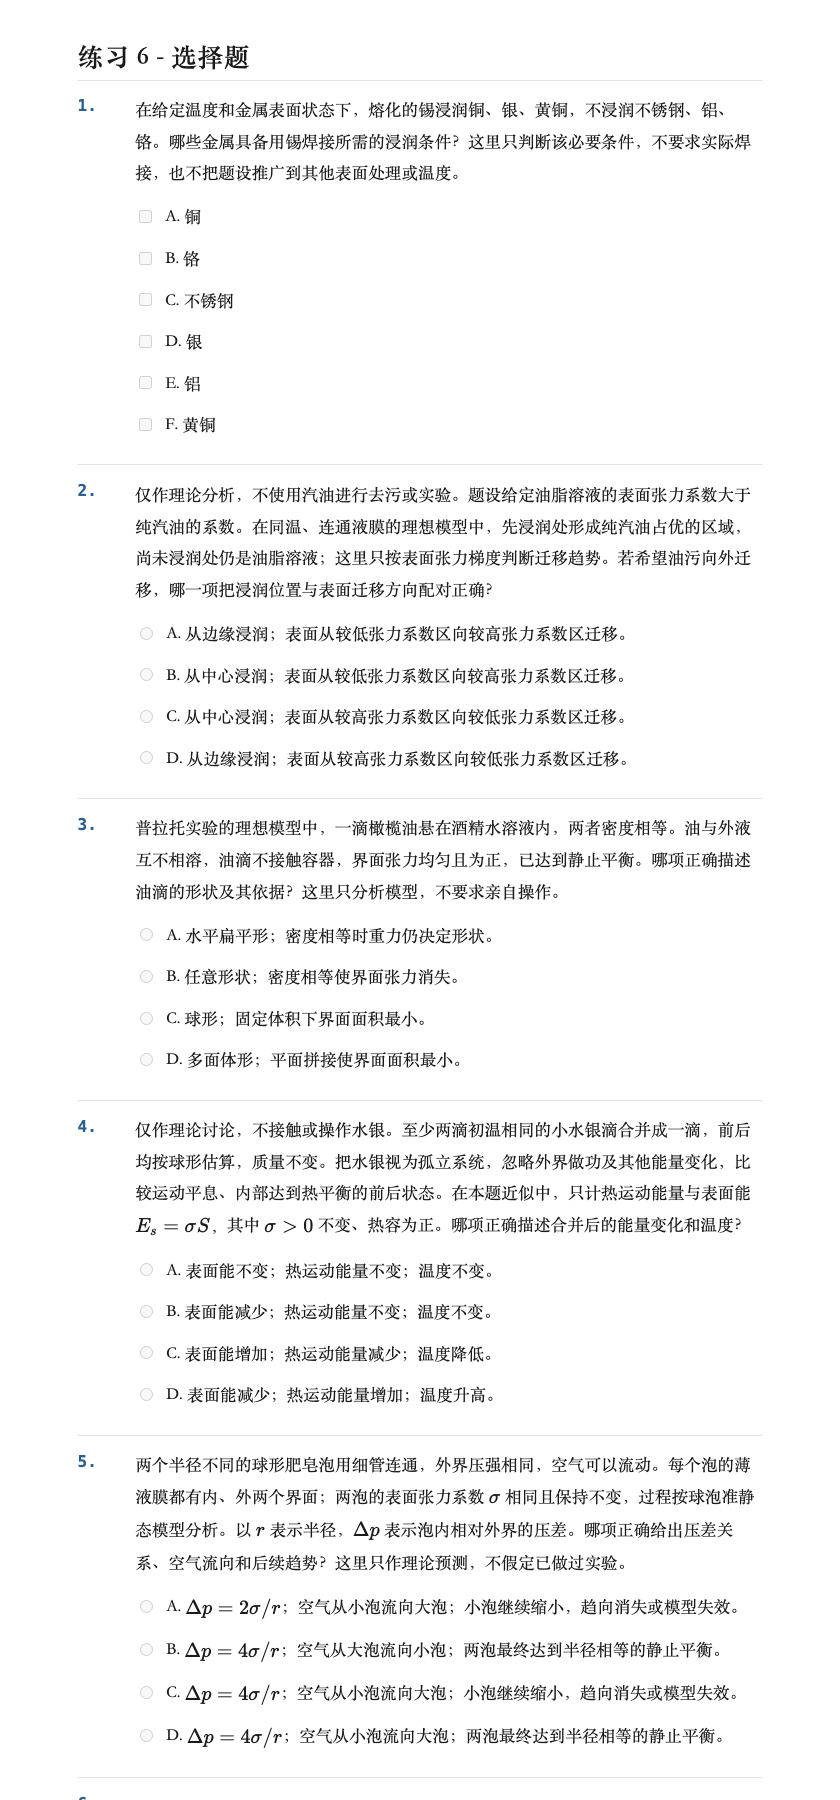 练习 6 - 选择题
1.
在给定温度和金属表面状态下，熔化的锡浸润铜、银、黄铜，不浸润不锈钢、铝、
铬。哪些金属具备用锡焊接所需的浸润条件？这里只判断该必要条件，不要求实际焊
接，也不把题设推广到其他表面处理或温度。
A. 铜
B. 铬
C. 不锈钢
D. 银
E. 铝
F. 黄铜
2.
仅作理论分析，不使用汽油进行去污或实验。题设给定油脂溶液的表面张力系数大于
纯汽油的系数。在同温、连通液膜的理想模型中，先浸润处形成纯汽油占优的区域，
尚未浸润处仍是油脂溶液；这里只按表面张力梯度判断迁移趋势。若希望油污向外迁
移，哪一项把浸润位置与表面迁移方向配对正确？
A. 从边缘浸润；表面从较低张力系数区向较高张力系数区迁移。
B. 从中心浸润；表面从较低张力系数区向较高张力系数区迁移。
C. 从中心浸润；表面从较高张力系数区向较低张力系数区迁移。
D. 从边缘浸润；表面从较高张力系数区向较低张力系数区迁移。
3.
普拉托实验的理想模型中，一滴橄榄油悬在酒精水溶液内，两者密度相等。油与外液
互不相溶，油滴不接触容器，界面张力均匀且为正，已达到静止平衡。哪项正确描述
油滴的形状及其依据？这里只分析模型，不要求亲自操作。
A. 水平扁平形；密度相等时重力仍决定形状。
B. 任意形状；密度相等使界面张力消失。
C. 球形；固定体积下界面面积最小。
D. 多面体形；平面拼接使界面面积最小。
4.
仅作理论讨论，不接触或操作水银。至少两滴初温相同的小水银滴合并成一滴，前后
均按球形估算，质量不变。把水银视为孤立系统，忽略外界做功及其他能量变化，比
较运动平息、内部达到热平衡的前后状态。在本题近似中，只计热运动能量与表面能
$E_s = \sigma S$，其中 $\sigma > 0$ 不变、热容为正。哪项正确描述合并后的能量变化和温度？
A. 表面能不变；热运动能量不变；温度不变。
B. 表面能减少；热运动能量不变；温度不变。
C. 表面能增加；热运动能量减少；温度降低。
D. 表面能减少；热运动能量增加；温度升高。
5.
两个半径不同的球形肥皂泡用细管连通，外界压强相同，空气可以流动。每个泡的薄
液膜都有内、外两个界面；两泡的表面张力系数 $\sigma$ 相同且保持不变，过程按球泡准静
态模型分析。以 $r$ 表示半径，$\Delta p$ 表示泡内相对外界的压差。哪项正确给出压差关
系、空气流向和后续趋势？这里只作理论预测，不假定已做过实验。
A. $\Delta p = 2\sigma/r$；空气从小泡流向大泡；小泡继续缩小，趋向消失或模型失效。
B. $\Delta p = 4\sigma/r$；空气从大泡流向小泡；两泡最终达到半径相等的静止平衡。
C. $\Delta p = 4\sigma/r$；空气从小泡流向大泡；小泡继续缩小，趋向消失或模型失效。
D. $\Delta p = 4\sigma/r$；空气从小泡流向大泡；两泡最终达到半径相等的静止平衡。